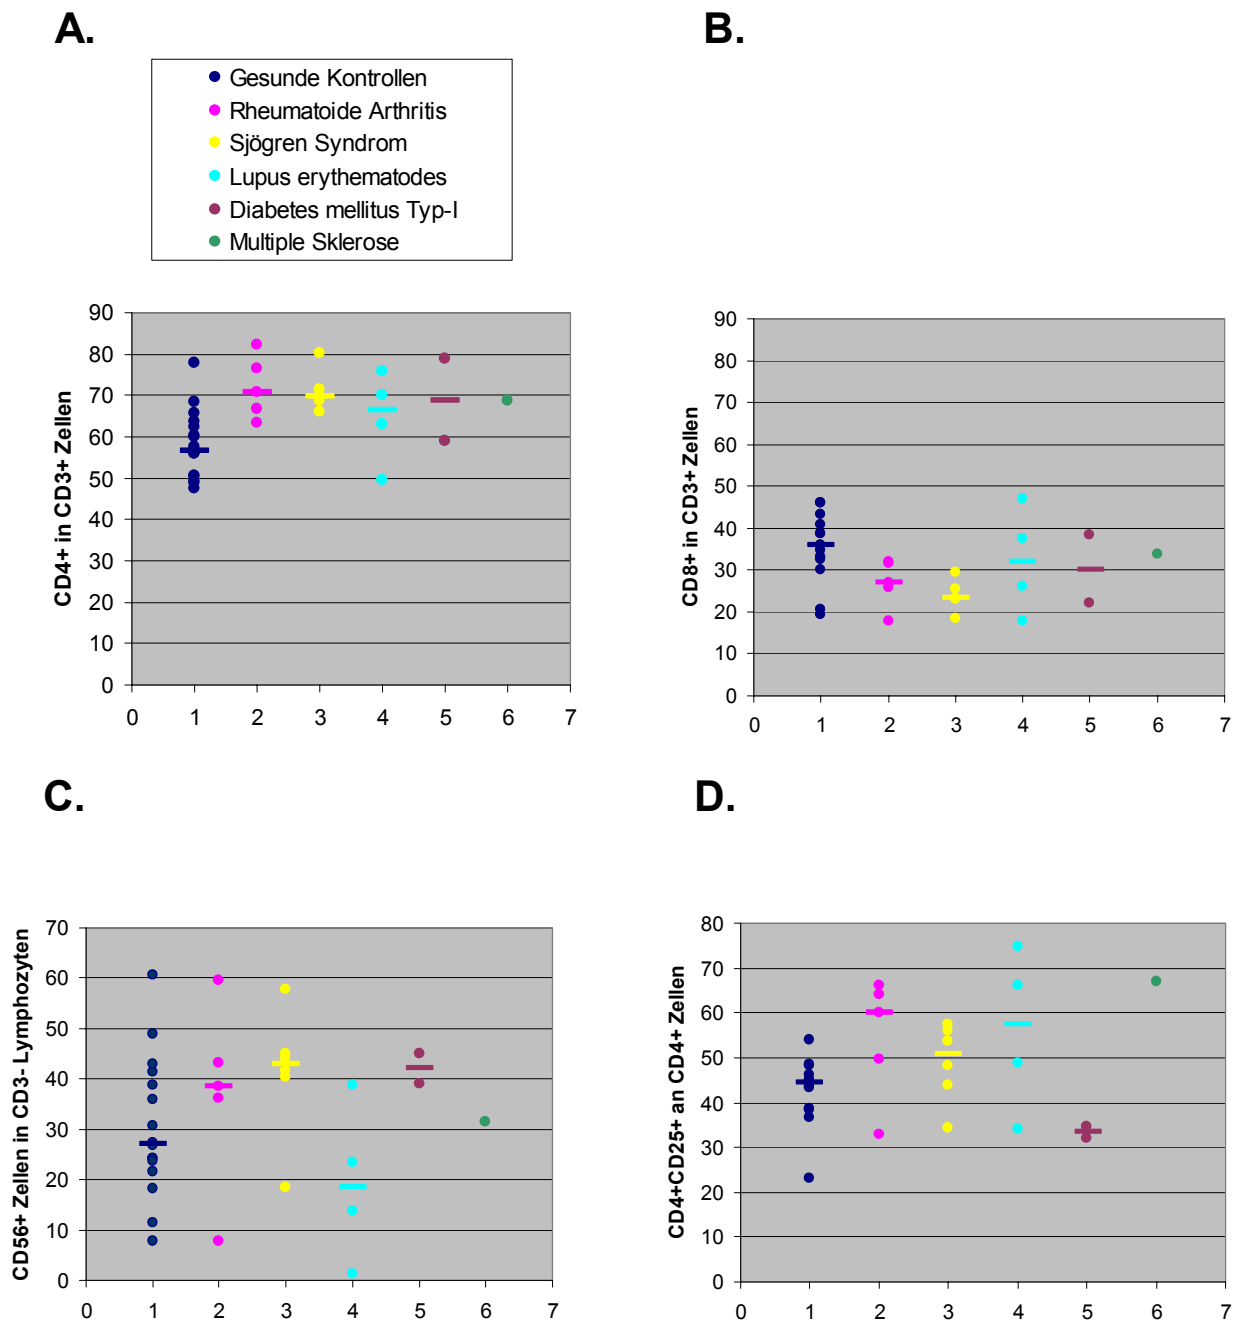 A.
B.
Gesunde Kontrollen
Rheumatoide Arthritis
Sjögren Syndrom
Lupus erythematodes
Diabetes mellitus Typ-I
Multiple Sklerose
CD4+ in CD3+ Zellen
90
80
70
60
50
40
30
20
10
0
0 1 2 3 4 5 6 7
CD8+ in CD3+ Zellen
90
80
70
60
50
40
30
20
10
0
0 1 2 3 4 5 6 7
C.
D.
CD56+ Zellen in CD3- Lymphozyten
70
60
50
40
30
20
10
0
0 1 2 3 4 5 6 7
CD4+CD25+ an CD4+ Zellen
80
70
60
50
40
30
20
10
0
0 1 2 3 4 5 6 7